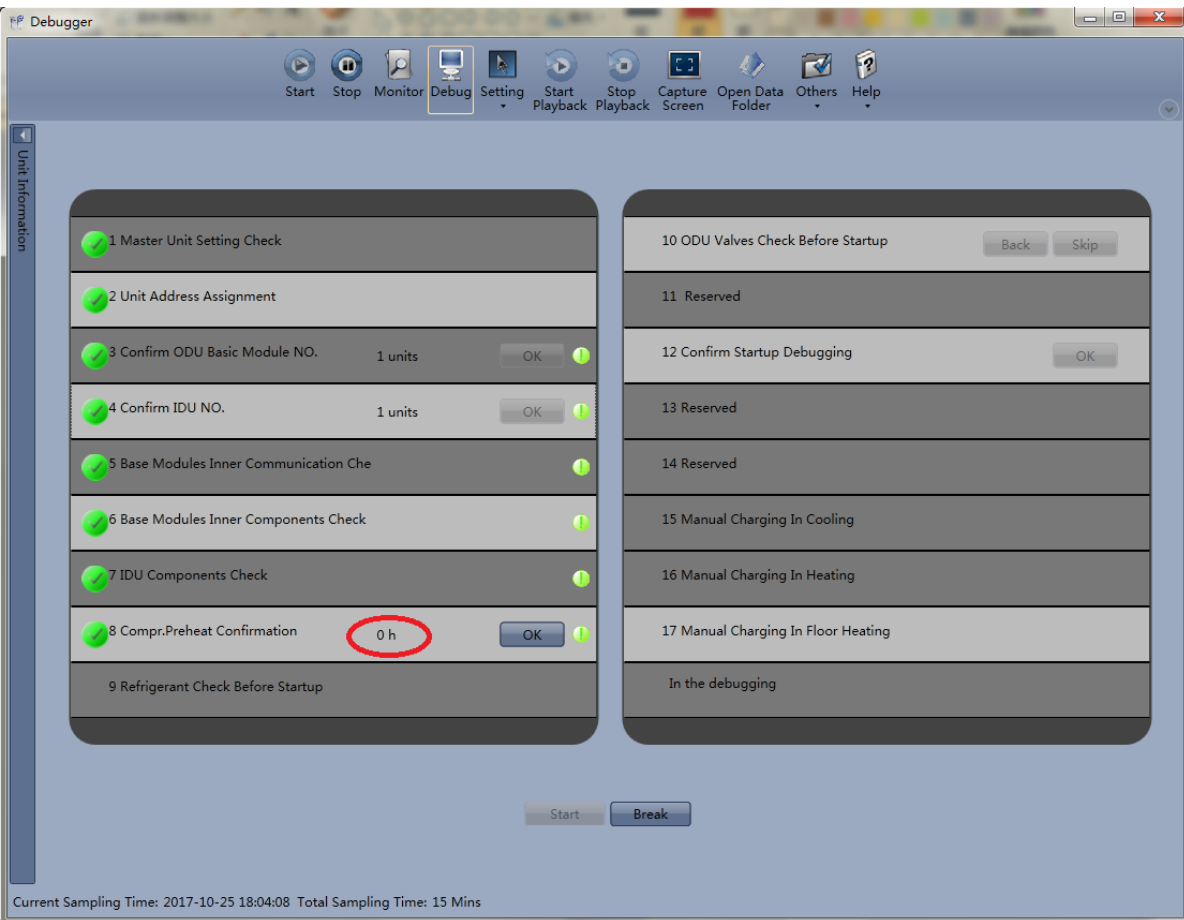 Debugger
Start Stop Monitor Debug Setting Start Playback Stop Playback Capture Screen Open Data Folder Others Help
Unit Information
1 Master Unit Setting Check
2 Unit Address Assignment
3 Confirm ODU Basic Module NO. 1 units OK
4 Confirm IDU NO. 1 units OK
5 Base Modules Inner Communication Che
6 Base Modules Inner Components Check
7 IDU Components Check
8 Compr.Preheat Confirmation 0 h OK
9 Refrigerant Check Before Startup
10 ODU Valves Check Before Startup Back Skip
11 Reserved
12 Confirm Startup Debugging OK
13 Reserved
14 Reserved
15 Manual Charging In Cooling
16 Manual Charging In Heating
17 Manual Charging In Floor Heating
In the debugging
Start Break
Current Sampling Time: 2017-10-25 18:04:08 Total Sampling Time: 15 Mins